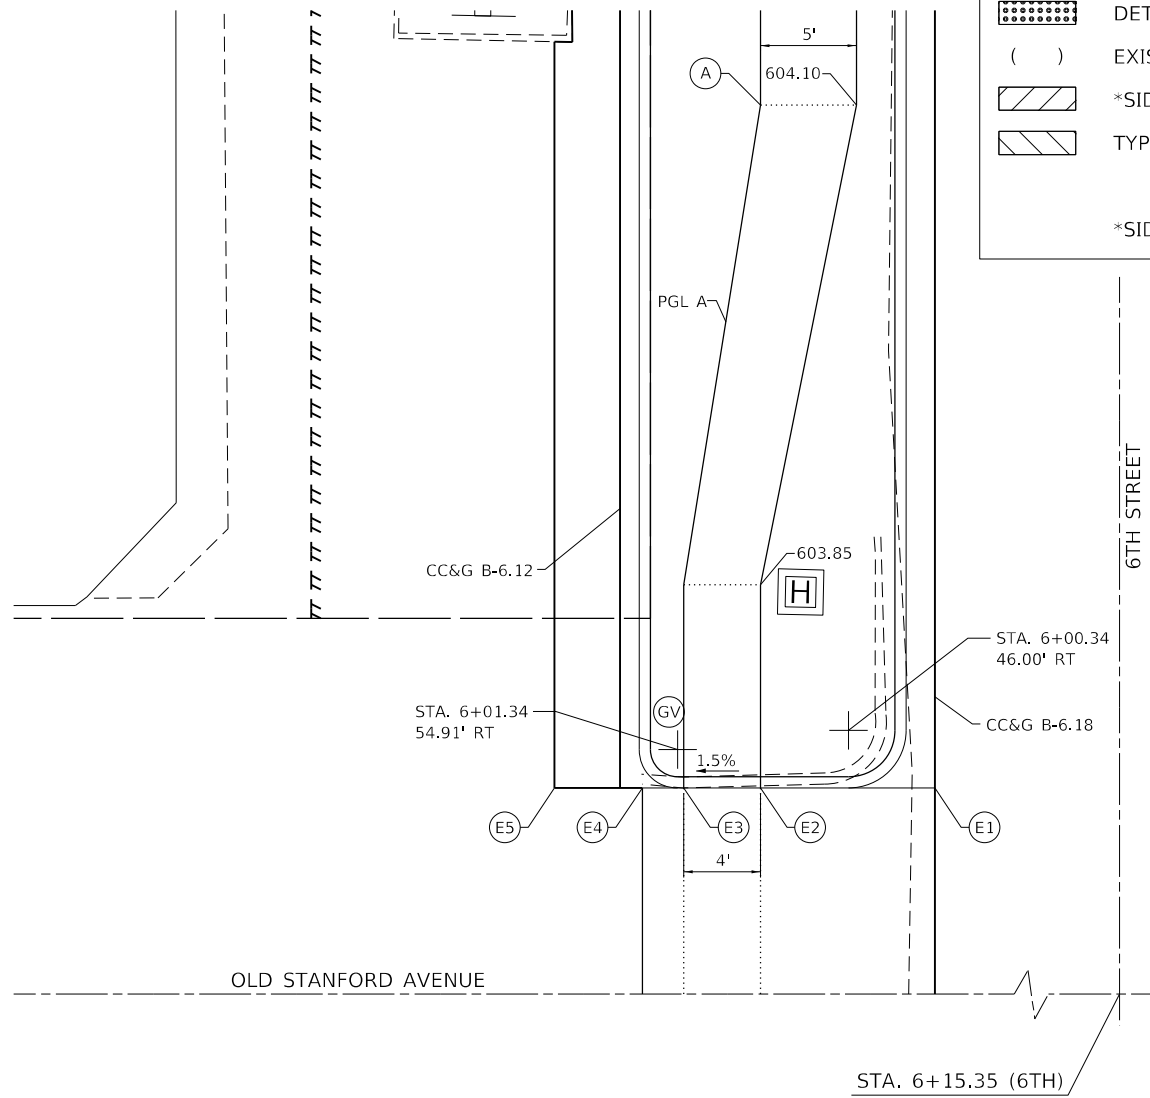 DET
( ) EXIS
*SID
TYP
*SID
5'
A
604.10
PGL A
6TH STREET
CC&G B-6.12
603.85
H
STA. 6+00.34
46.00' RT
STA. 6+01.34
54.91' RT
GV
CC&G B-6.18
1.5%
E5
E4
E3
E2
E1
4'
OLD STANFORD AVENUE
STA. 6+15.35 (6TH)